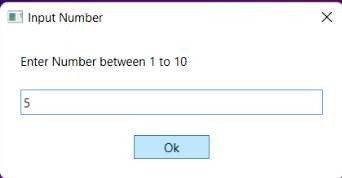 Input Number
Enter Number between 1 to 10
5
Ok